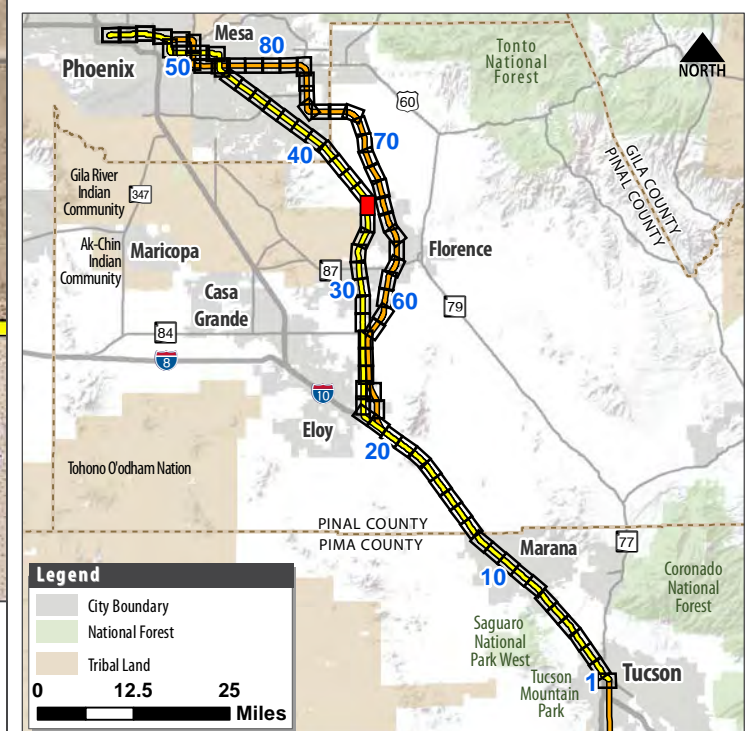 Mesa
80
Phoenix
50
Tonto
National
Forest
NORTH
60
70
40
GILA COUNTY
PINAL COUNTY
Gila River
Indian
Community
347
Ak-Chin
Indian
Community
Maricopa
Florence
87
30
60
Casa
Grande
79
84
8
10
Eloy
20
Tohono O'odham Nation
PINAL COUNTY
PIMA COUNTY
Marana
77
10
Coronado
National
Forest
Saguaro
National
Park West
Tucson
Mountain
Park
1
Tucson
Legend
City Boundary
National Forest
Tribal Land
0 12.5 25
Miles